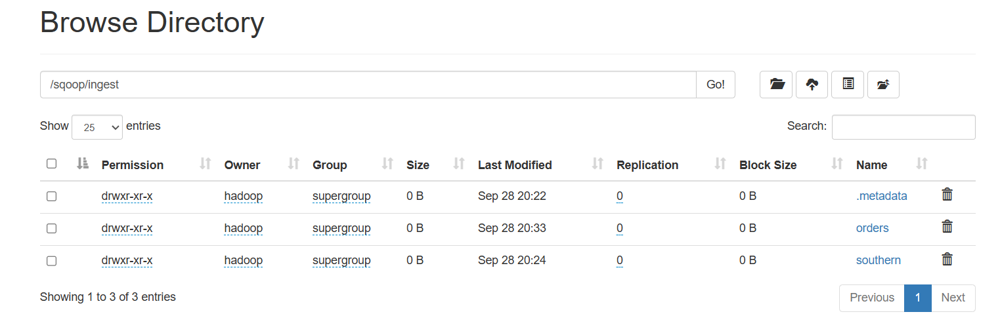 Browse Directory
/sqoop/ingest Go!
Show 25 entries Search:
Permission Owner Group Size Last Modified Replication Block Size Name
drwxr-xr-x hadoop supergroup 0 B Sep 28 20:22 0 0 B .metadata
drwxr-xr-x hadoop supergroup 0 B Sep 28 20:33 0 0 B orders
drwxr-xr-x hadoop supergroup 0 B Sep 28 20:24 0 0 B southern
Showing 1 to 3 of 3 entries Previous 1 Next